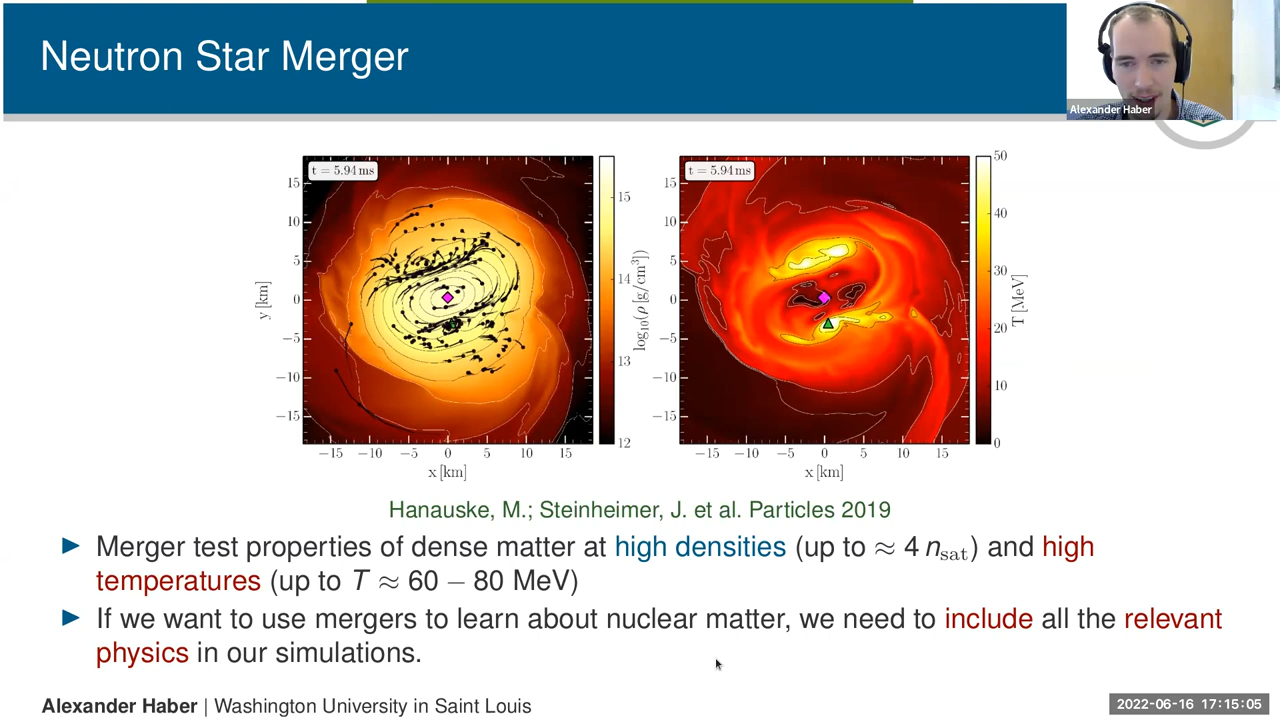 Neutron Star Merger
Alexander Haber
t = 5.94 ms
15
10
5
0
−5
−10
−15
y [km]
−15 −10 −5 0 5 10 15
x [km]
15
14
13
12
log10(ρ [g/cm³])
t = 5.94 ms
15
10
5
0
−5
−10
−15
−15 −10 −5 0 5 10 15
x [km]
50
40
30
20
10
0
T [MeV]
Hanauske, M.; Steinheimer, J. et al. Particles 2019
Merger test properties of dense matter at high densities (up to ≈ 4 nsat) and high
temperatures (up to T ≈ 60 − 80 MeV)
If we want to use mergers to learn about nuclear matter, we need to include all the relevant
physics in our simulations.
Alexander Haber | Washington University in Saint Louis
2022-06-16 17:15:05